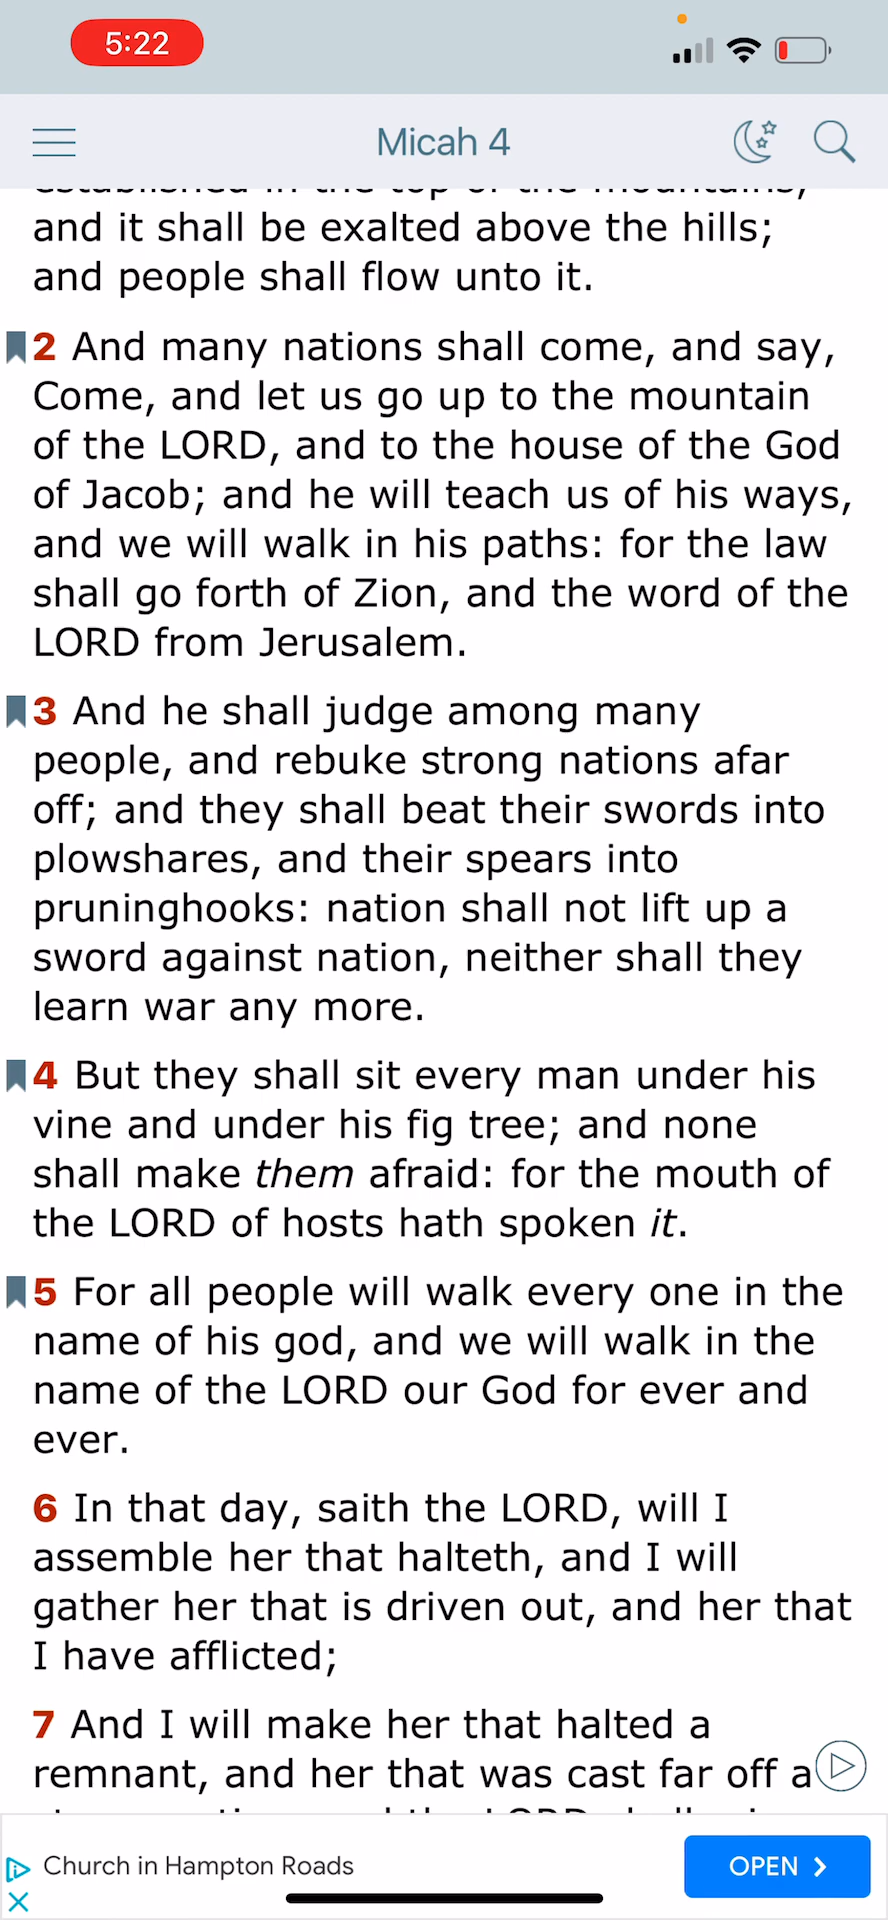 5:22
Micah 4
established in the top of the mountains,
and it shall be exalted above the hills;
and people shall flow unto it.
2 And many nations shall come, and say,
Come, and let us go up to the mountain
of the LORD, and to the house of the God
of Jacob; and he will teach us of his ways,
and we will walk in his paths: for the law
shall go forth of Zion, and the word of the
LORD from Jerusalem.
3 And he shall judge among many
people, and rebuke strong nations afar
off; and they shall beat their swords into
plowshares, and their spears into
pruninghooks: nation shall not lift up a
sword against nation, neither shall they
learn war any more.
4 But they shall sit every man under his
vine and under his fig tree; and none
shall make them afraid: for the mouth of
the LORD of hosts hath spoken it.
5 For all people will walk every one in the
name of his god, and we will walk in the
name of the LORD our God for ever and
ever.
6 In that day, saith the LORD, will I
assemble her that halteth, and I will
gather her that is driven out, and her that
I have afflicted;
7 And I will make her that halted a
remnant, and her that was cast far off a
Church in Hampton Roads
OPEN